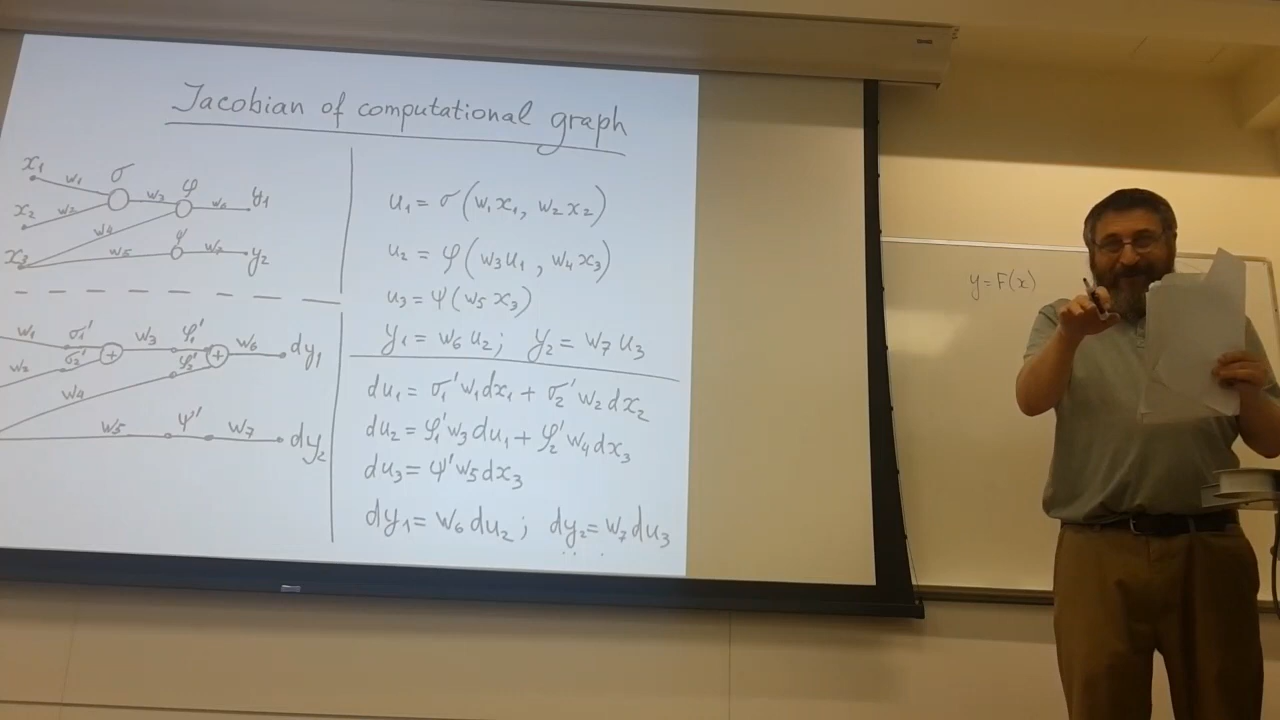 Jacobian of computational graph
x₁ w₁ σ w₃ φ w₆ y₁
x₂ w₂
w₄
x₃ w₅ ψ w₇ y₂
u₁ = σ(w₁x₁, w₂x₂)
u₂ = φ(w₃u₁, w₄x₃)
u₃ = ψ(w₅x₃)
y₁ = w₆u₂; y₂ = w₇u₃
w₁ σ₁' + w₃ φ₁' + w₆ dy₁
w₂ σ₂' φ₂'
w₄
w₅ ψ' w₇ dy₂
du₁ = σ₁'w₁dx₁ + σ₂'w₂dx₂
du₂ = φ₁'w₃du₁ + φ₂'w₄dx₃
du₃ = ψ'w₅dx₃
dy₁ = w₆du₂; dy₂ = w₇du₃
y = F(x)